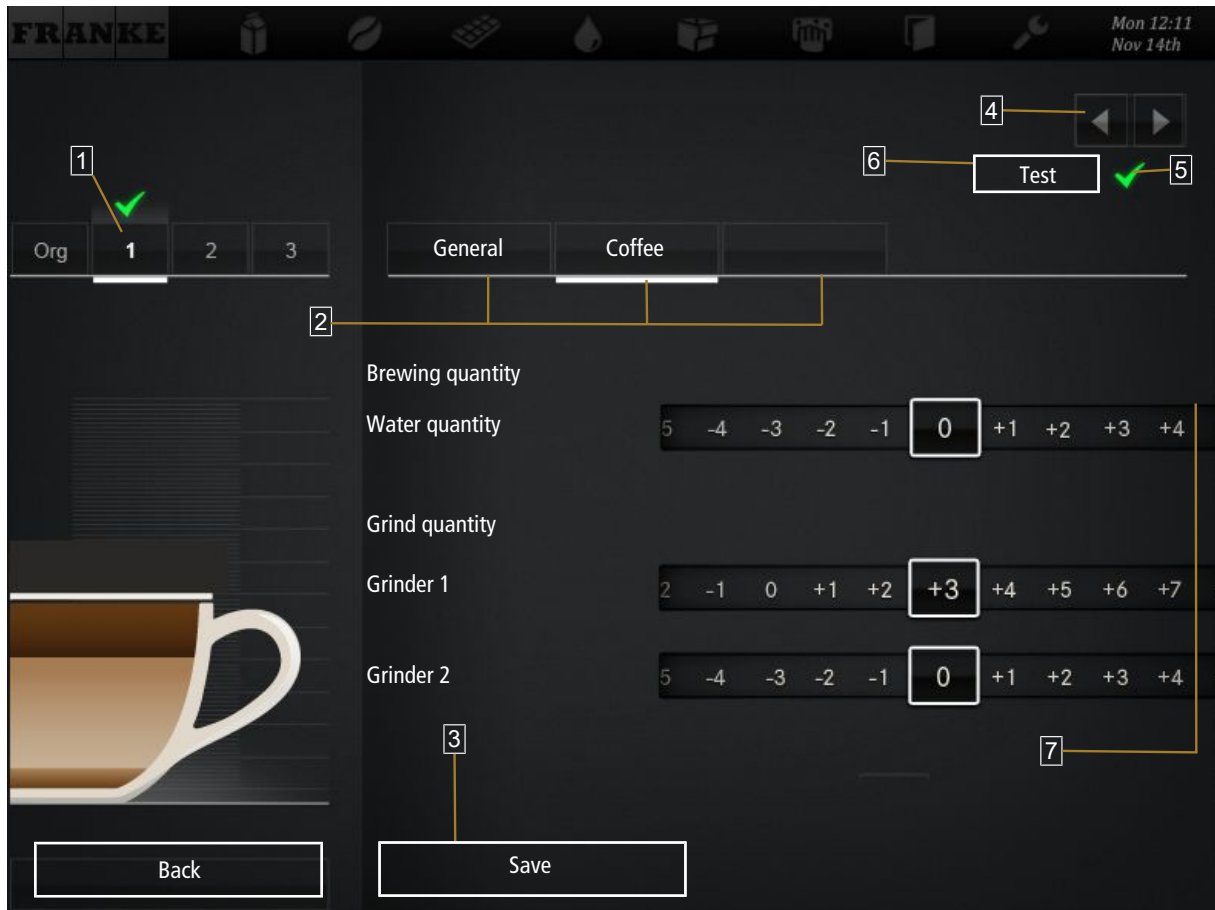 FRANKE
Mon 12:11
Nov 14th
4
1
6
Test
5
Org 1 2 3
General Coffee
2
Brewing quantity
Water quantity 5 -4 -3 -2 -1 0 +1 +2 +3 +4
Grind quantity
Grinder 1 2 -1 0 +1 +2 +3 +4 +5 +6 +7
Grinder 2 5 -4 -3 -2 -1 0 +1 +2 +3 +4
3
7
Back
Save